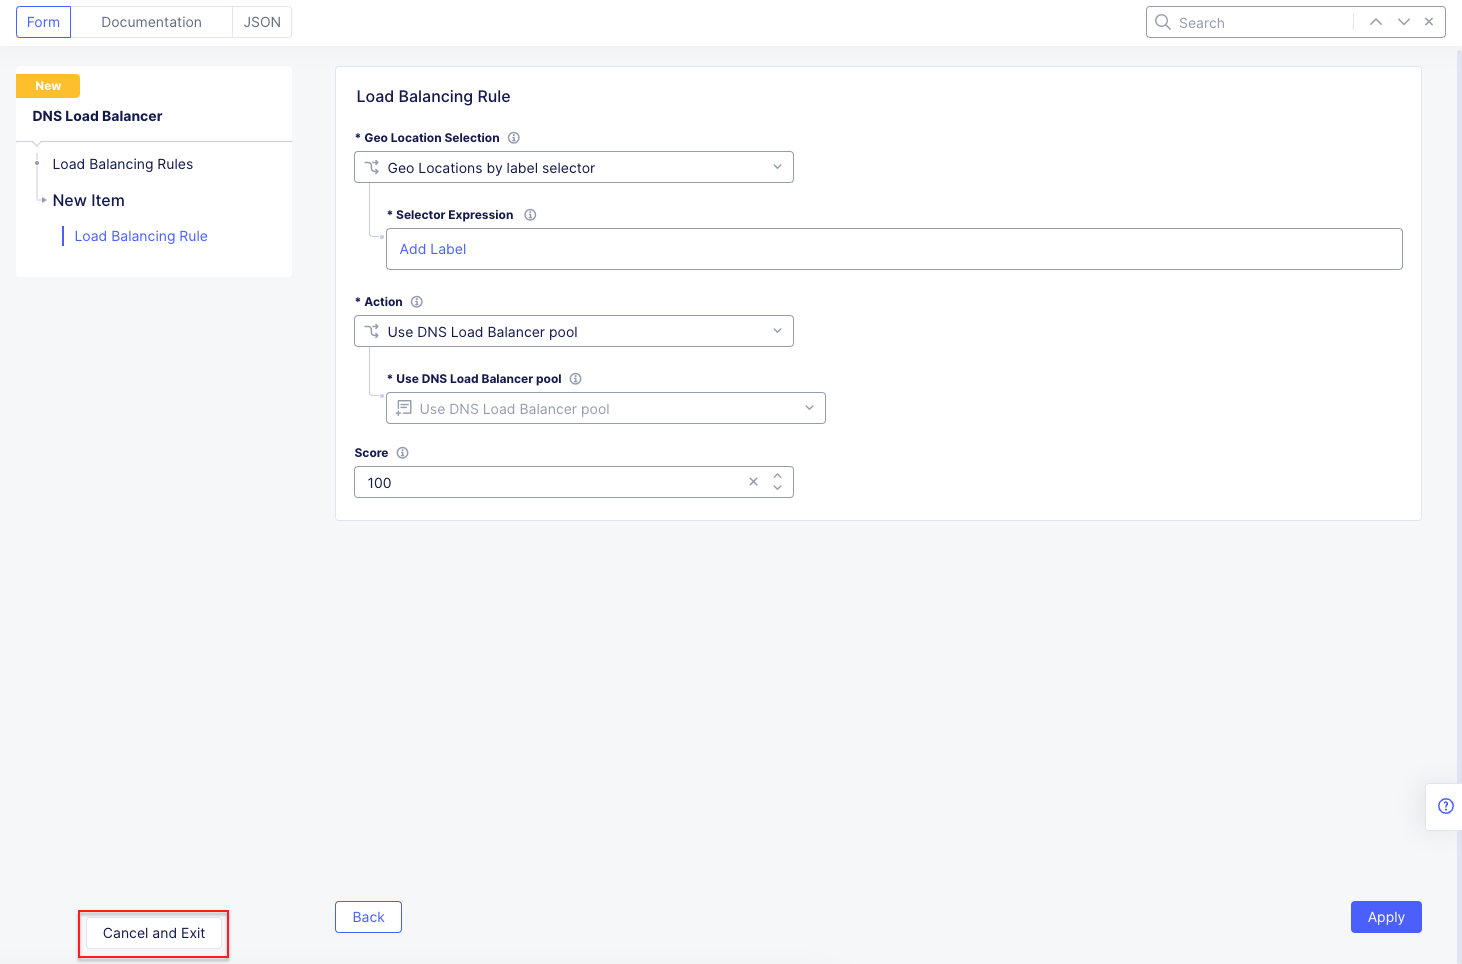 Form Documentation JSON Search
New
DNS Load Balancer
Load Balancing Rules
New Item
Load Balancing Rule
Load Balancing Rule
* Geo Location Selection
Geo Locations by label selector
* Selector Expression
Add Label
* Action
Use DNS Load Balancer pool
* Use DNS Load Balancer pool
Use DNS Load Balancer pool
Score
100
Back Apply
Cancel and Exit